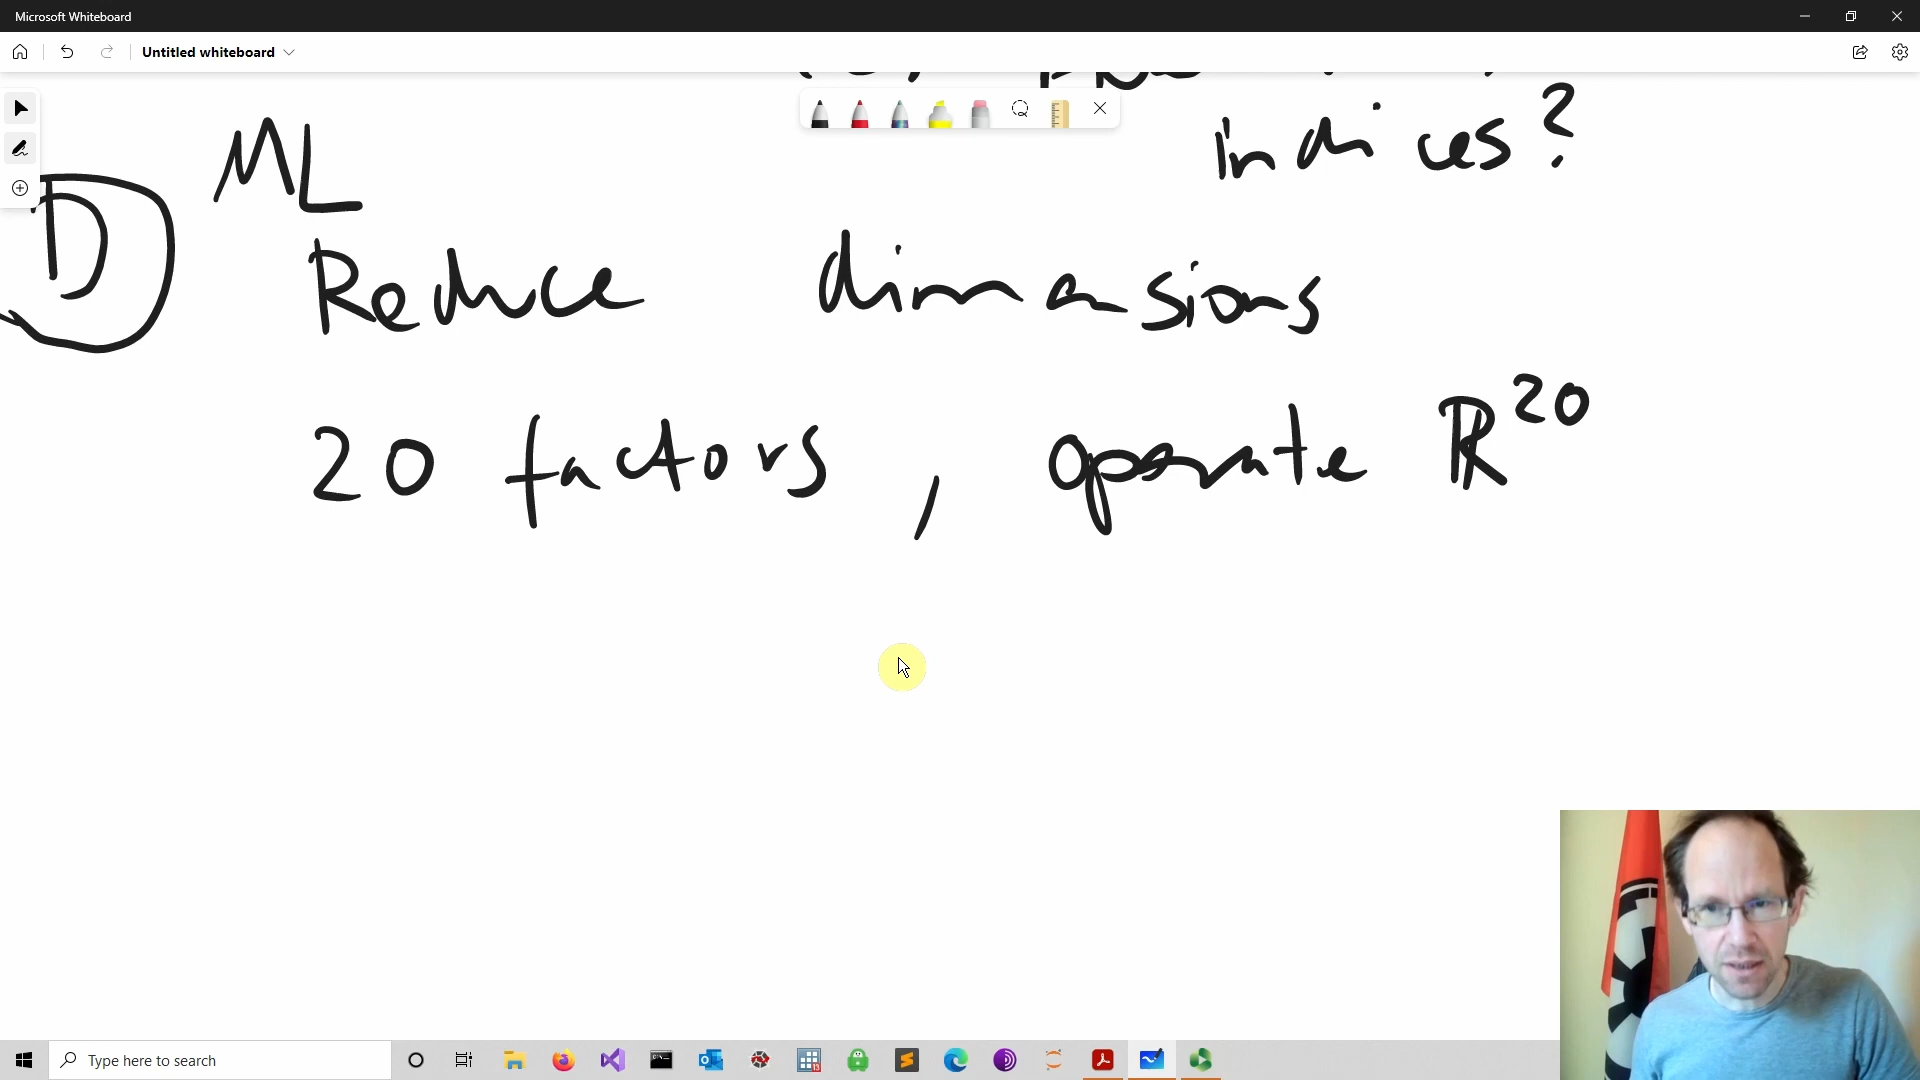 Microsoft Whiteboard
Untitled whiteboard
indices?
ML
D
Reduce dimensions
20 factors, operate ℝ²⁰
Type here to search